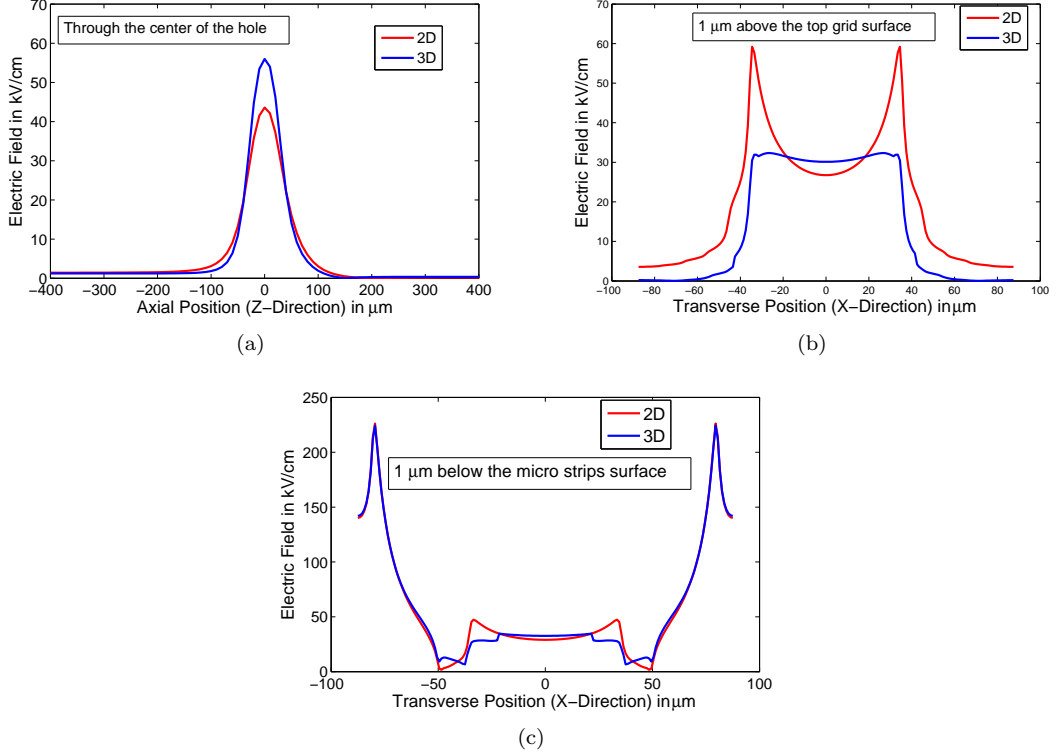 Through the center of the hole
2D
3D
70
60
50
40
30
20
10
0
−400
−300
−200
−100
0
100
200
300
400
Electric Field in kV/cm
Axial Position (Z−Direction) in μm
(a)
1 μm above the top grid surface
2D
3D
70
60
50
40
30
20
10
0
−100
−80
−60
−40
−20
0
20
40
60
80
100
Electric Field in kV/cm
Transverse Position (X−Direction) in μm
(b)
2D
3D
1 μm below the micro strips surface
250
200
150
100
50
0
−100
−50
0
50
100
Electric Field in kV/cm
Transverse Position (X−Direction) in μm
(c)